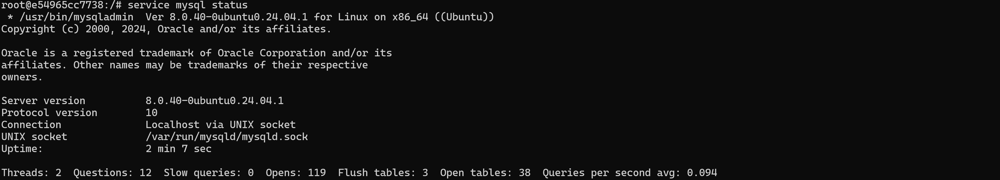 root@e54965cc7738:/# service mysql status
 * /usr/bin/mysqladmin  Ver 8.0.40-0ubuntu0.24.04.1 for Linux on x86_64 ((Ubuntu))
Copyright (c) 2000, 2024, Oracle and/or its affiliates.

Oracle is a registered trademark of Oracle Corporation and/or its
affiliates. Other names may be trademarks of their respective
owners.

Server version          8.0.40-0ubuntu0.24.04.1
Protocol version        10
Connection              Localhost via UNIX socket
UNIX socket             /var/run/mysqld/mysqld.sock
Uptime:                 2 min 7 sec

Threads: 2  Questions: 12  Slow queries: 0  Opens: 119  Flush tables: 3  Open tables: 38  Queries per second avg: 0.094